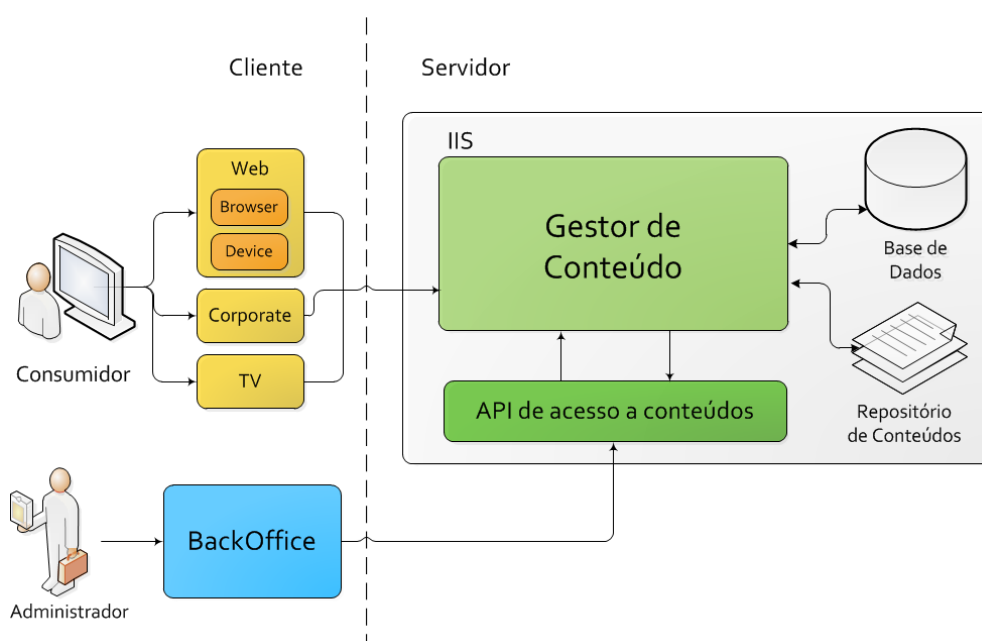 Cliente
Servidor
IIS
Web
Browser
Device
Corporate
TV
Consumidor
Gestor de
Conteúdo
API de acesso a conteúdos
Base de
Dados
Repositório
de Conteúdos
BackOffice
Administrador